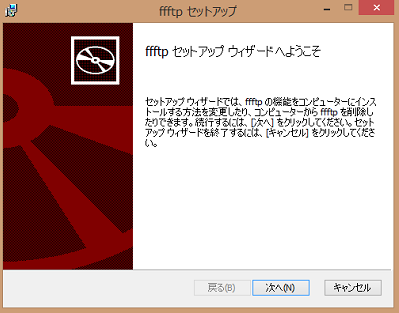 ffftp セットアップ
ffftp セットアップ ウィザードへようこそ
セットアップ ウィザードでは、ffftp の機能をコンピューターにインス
トールする方法を変更したり、コンピューターから ffftp を削除し
たりできます。続行するには、[次へ] をクリックしてください。セット
アップ ウィザードを終了するには、[キャンセル] をクリックしてくださ
い。
戻る(B)
次へ(N)
キャンセル